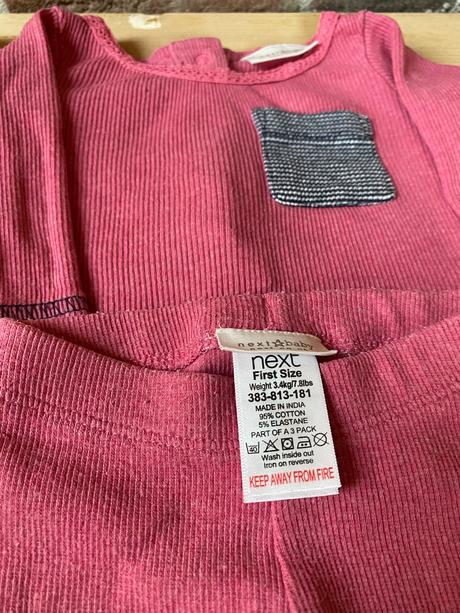 next☆baby
next
First Size
Weight 3.4kg/7.8lbs
383-813-181
MADE IN INDIA
95% COTTON
5% ELASTANE
PART OF A 3 PACK
40
Wash inside out
Iron on reverse
KEEP AWAY FROM FIRE